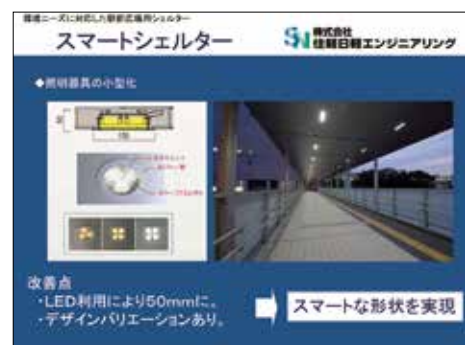 環境ニーズに対応した駅前広場用シェルター
スマートシェルター
株式会社
住軽日軽エンジニアリング
◆照明器具の小型化
改善点
・LED利用により50mmに。
・デザインバリエーションあり。
スマートな形状を実現